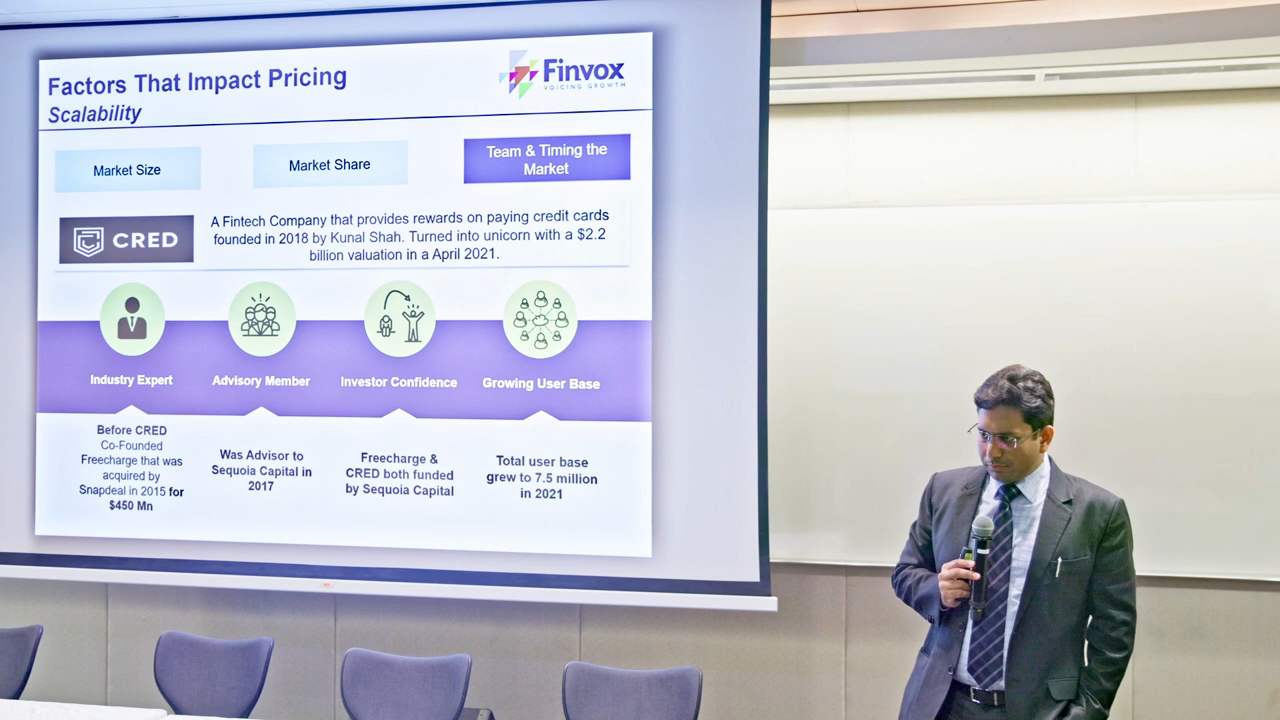 Factors That Impact Pricing
Scalability
Finvox
VOICING GROWTH
Market Size
Market Share
Team & Timing the
Market
CRED
A Fintech Company that provides rewards on paying credit cards
founded in 2018 by Kunal Shah. Turned into unicorn with a $2.2
billion valuation in a April 2021.
Industry Expert
Advisory Member
Investor Confidence
Growing User Base
Before CRED
Co-Founded
Freecharge that was
acquired by
Snapdeal in 2015 for
$450 Mn
Was Advisor to
Sequoia Capital in
2017
Freecharge &
CRED both funded
by Sequoia Capital
Total user base
grew to 7.5 million
in 2021